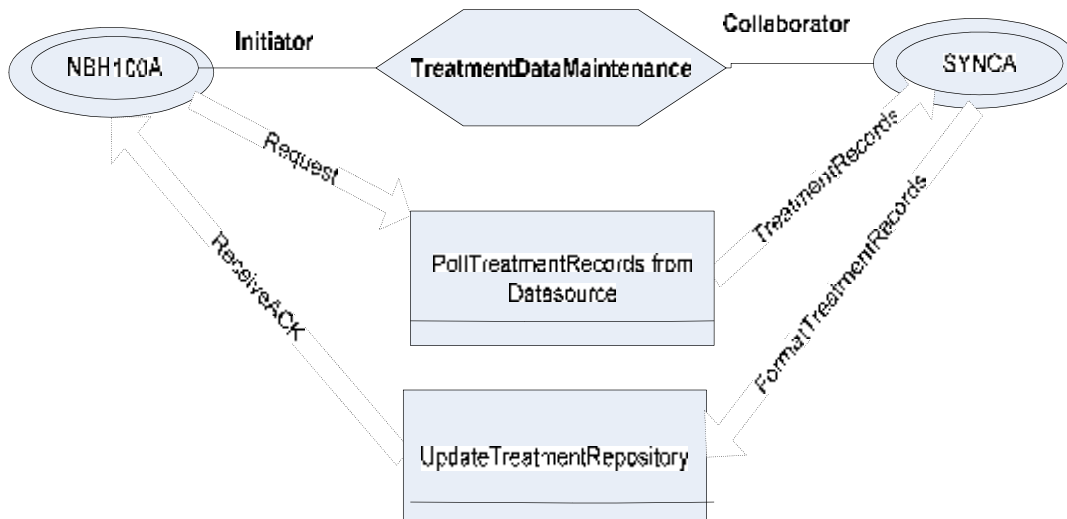 Initiator
Collaborator
NBH100A
TreatmentDataMaintenance
SYNCA
Request
TreatmentRecords
PollTreatmentRecords from
Datasource
ReceiveACK
FormatTreatmentRecords
UpdateTreatmentRepository